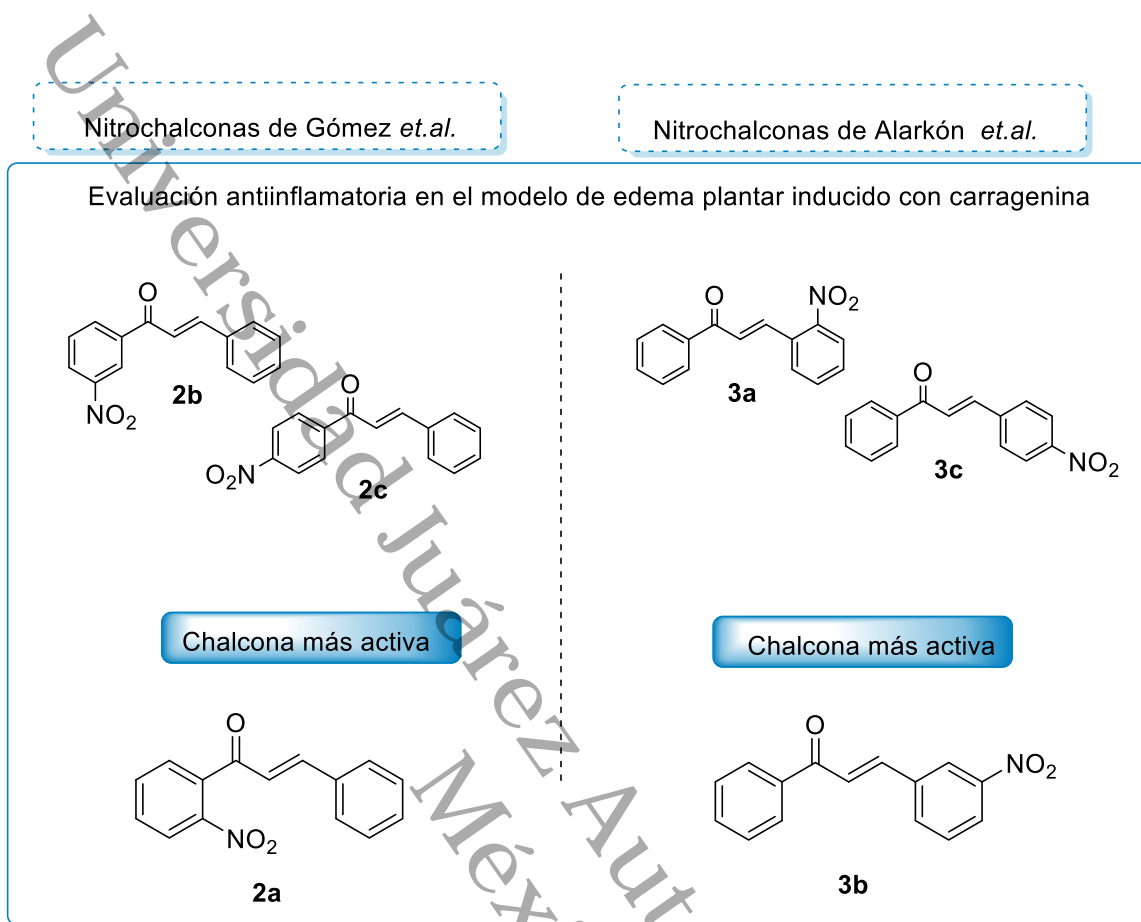 Nitrochalconas de Gómez et.al.
Nitrochalconas de Alarkón et.al.
Evaluación antiinflamatoria en el modelo de edema plantar inducido con carragenina
O
NO2
2b
O
O2N
2c
O
NO2
3a
O
NO2
3c
Chalcona más activa
Chalcona más activa
O
NO2
2a
O
NO2
3b
Universidad Juárez Aut
Méx